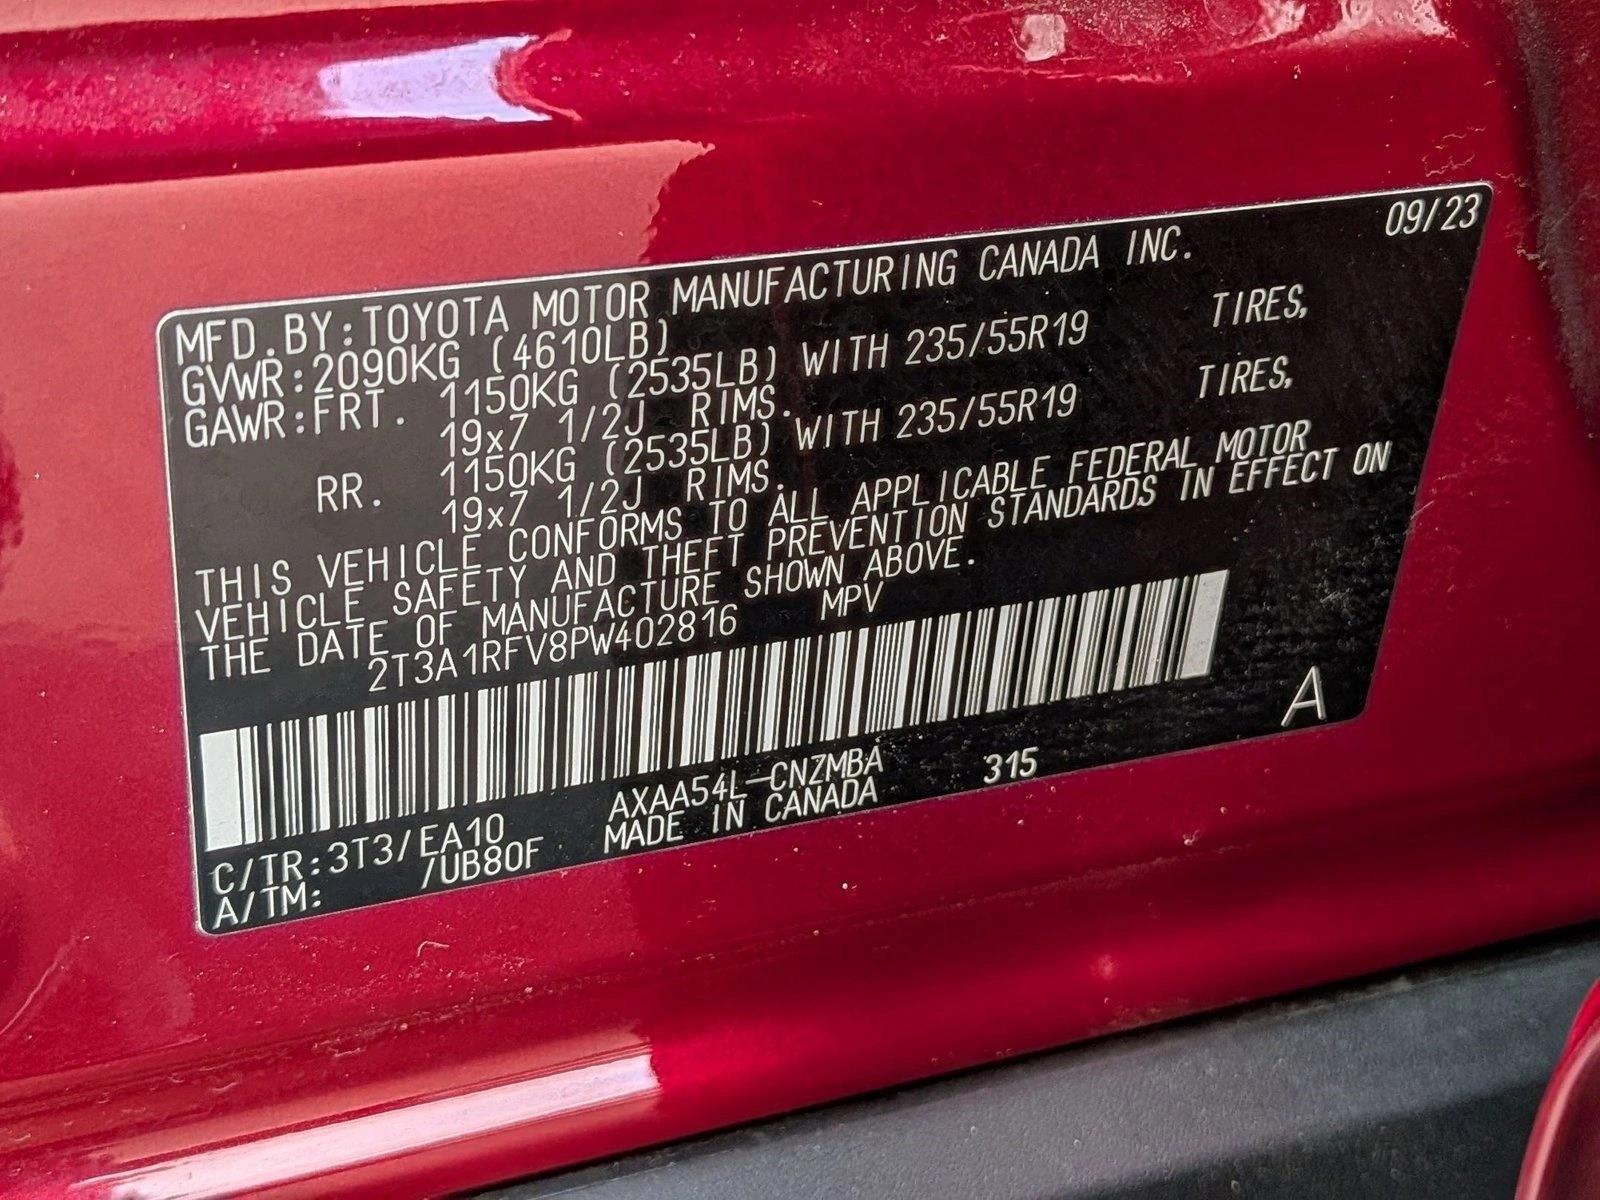 09/23
MFD.BY:TOYOTA MOTOR MANUFACTURING CANADA INC.
GVWR:2090KG (4610LB)
GAWR:FRT. 1150KG (2535LB) WITH 235/55R19 TIRES,
19x7 1/2J RIMS.
RR. 1150KG (2535LB) WITH 235/55R19 TIRES,
19x7 1/2J RIMS.
THIS VEHICLE CONFORMS TO ALL APPLICABLE FEDERAL MOTOR
VEHICLE SAFETY AND THEFT PREVENTION STANDARDS IN EFFECT ON
THE DATE OF MANUFACTURE SHOWN ABOVE.
2T3A1RFV8PW402816 MPV
A
C/TR:3T3/EA10 AXAA54L-CNZMBA 315
A/TM: /UB80F MADE IN CANADA